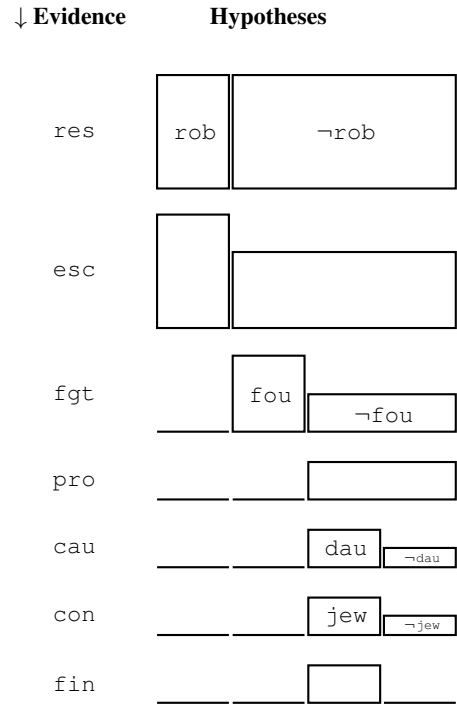 ↓ Evidence Hypotheses
res rob ¬rob
esc
fgt fou ¬fou
pro
cau dau ¬dau
con jew ¬jew
fin